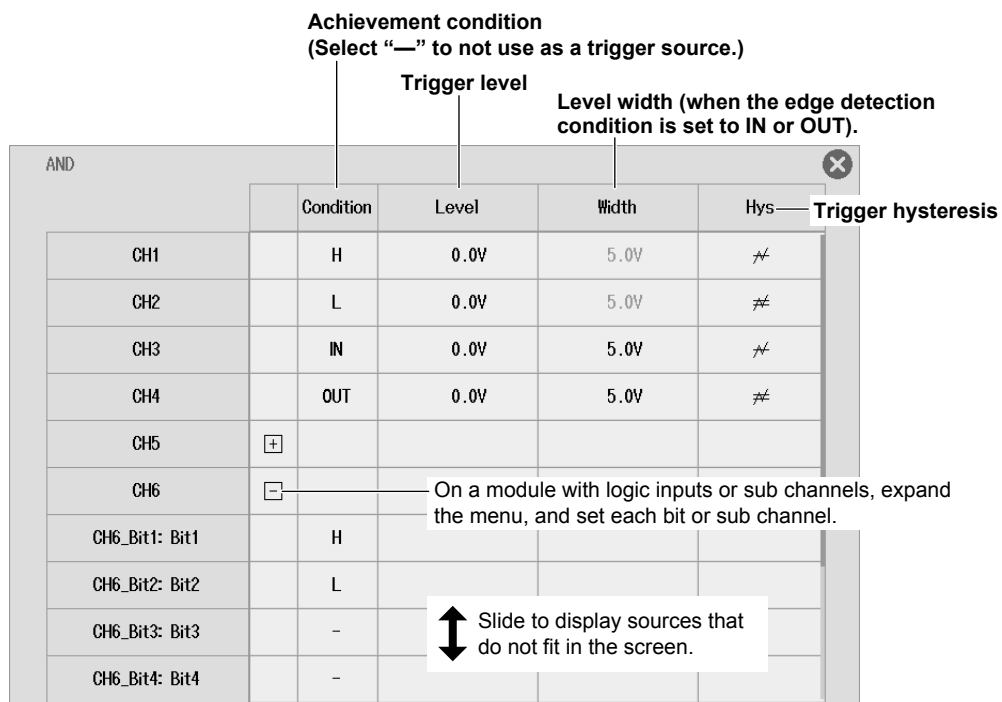 Achievement condition
(Select “—” to not use as a trigger source.)
Trigger level
Level width (when the edge detection
condition is set to IN or OUT).
AND
Condition Level Width Hys Trigger hysteresis
CH1 H 0.0V 5.0V
CH2 L 0.0V 5.0V
CH3 IN 0.0V 5.0V
CH4 OUT 0.0V 5.0V
CH5 +
CH6 - On a module with logic inputs or sub channels, expand
the menu, and set each bit or sub channel.
CH6_Bit1: Bit1 H
CH6_Bit2: Bit2 L
Slide to display sources that
CH6_Bit3: Bit3 -
do not fit in the screen.
CH6_Bit4: Bit4 -